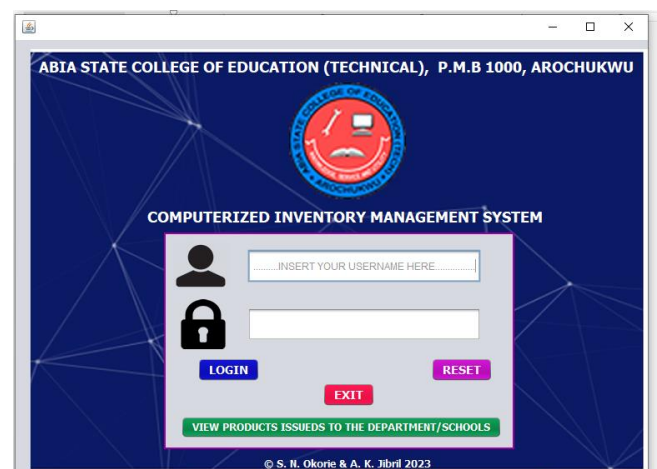 ABIA STATE COLLEGE OF EDUCATION (TECHNICAL), P.M.B 1000, AROCHUKWU
AROCHUKWU
COMPUTERIZED INVENTORY MANAGEMENT SYSTEM
..........INSERT YOUR USERNAME HERE..............
LOGIN
RESET
EXIT
VIEW PRODUCTS ISSUEDS TO THE DEPARTMENT/SCHOOLS
© S. N. Okorie & A. K. Jibril 2023